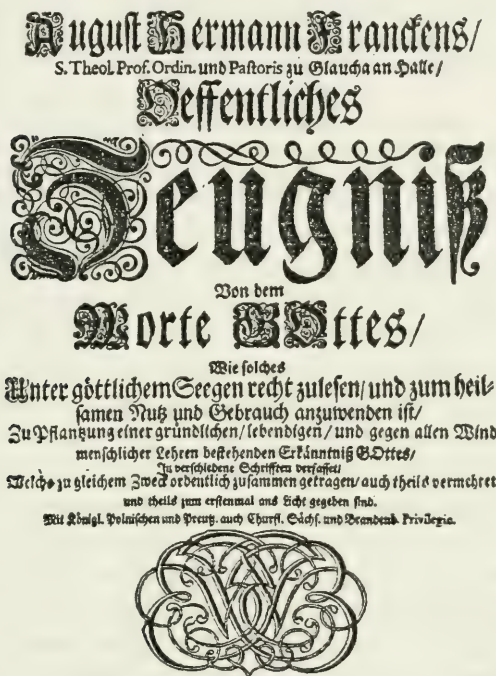 August Hermann Franckens/
S. Theol. Prof. Ordin. und Pastoris zu Glaucha an Halle/
Oeffentliches
Zeugniß
Von dem
Worte GOttes/
Wie solches
Unter göttlichem Seegen recht zulesen/ und zum heil-
samen Nutz und Gebrauch anzuwenden ist/
Zu Pflantzung einer gründlichen/ lebendigen/ und gegen allen Wind
menschlicher Lehren bestehenden Erkänntniß GOttes/
In verschiedene Schrifften verfasset/
Welche zu gleichem Zweck ordentlich zusammen getragen/ auch theils vermehret
und theils zum erstenmal ans Licht gegeben sind.
Mit Königl. Polnischen und Preuß. auch Churfl. Sächs. und Brandenb. Privilegio.